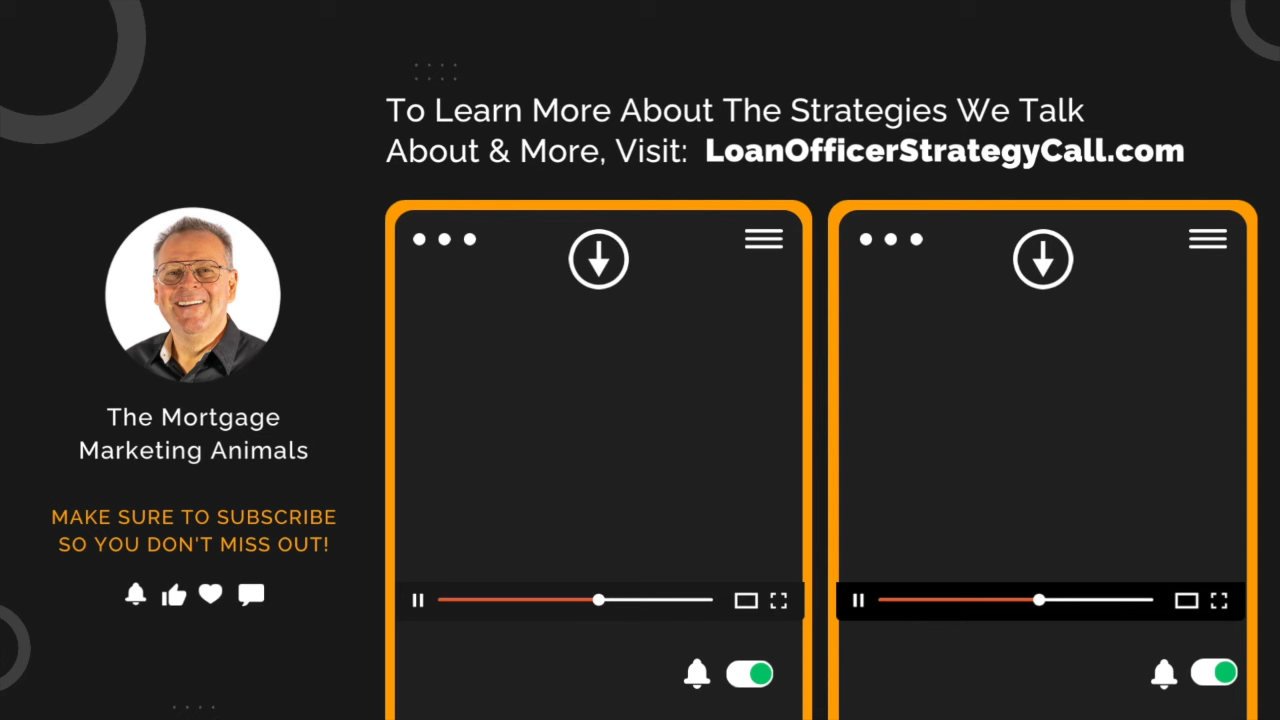 To Learn More About The Strategies We Talk
About & More, Visit: LoanOfficerStrategyCall.com
The Mortgage
Marketing Animals
MAKE SURE TO SUBSCRIBE
SO YOU DON'T MISS OUT!